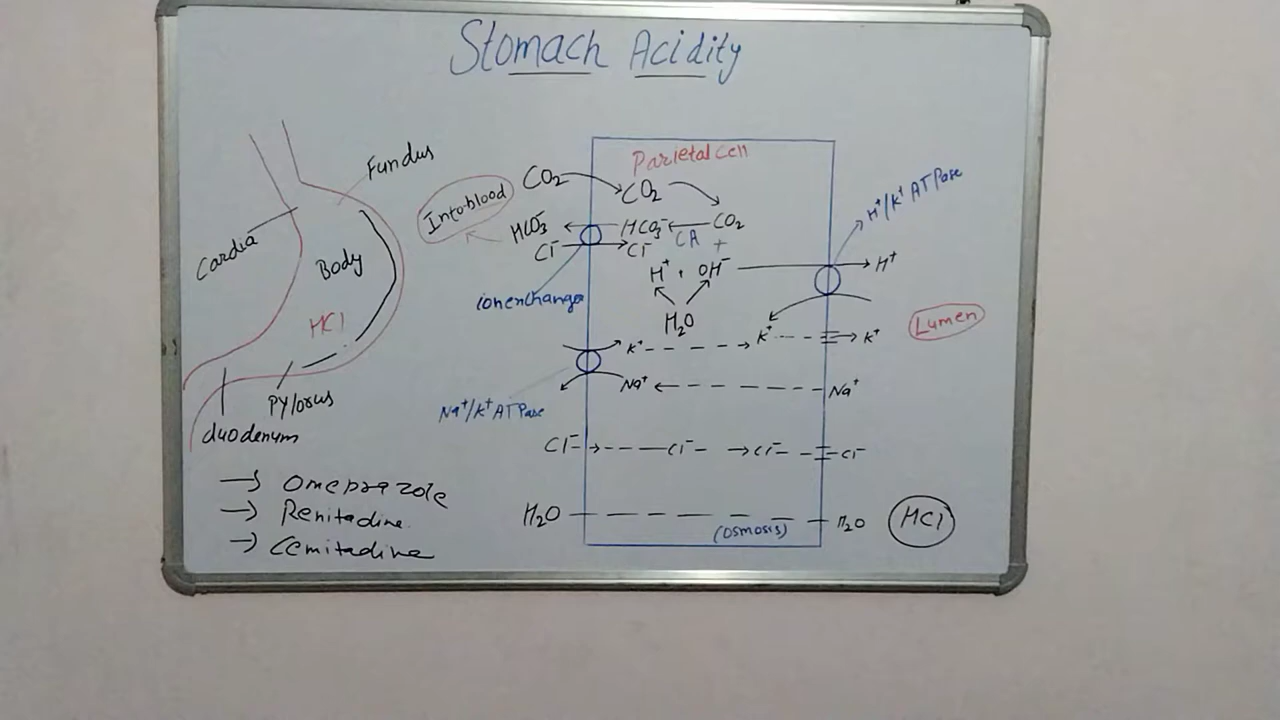 Stomach Acidity
Fundus
Cardia
Body
HCl
Pylorus
duodenum
→ Omeprazole
→ Renitadine
→ Cemitadine
Parietal cell
Into blood
CO₂ CO₂
HCO₃⁻ HCO₃⁻ CO₂
CA +
Cl⁻ Cl⁻
H⁺ + OH⁻
H₂O
ion exchanger
H⁺/K⁺ ATPase
H⁺
Lumen
K⁺ K⁺ K⁺
Na⁺ Na⁺
Na⁺/K⁺ ATPase
Cl⁻ Cl⁻ Cl⁻ Cl⁻
H₂O (osmosis) H₂O
HCl